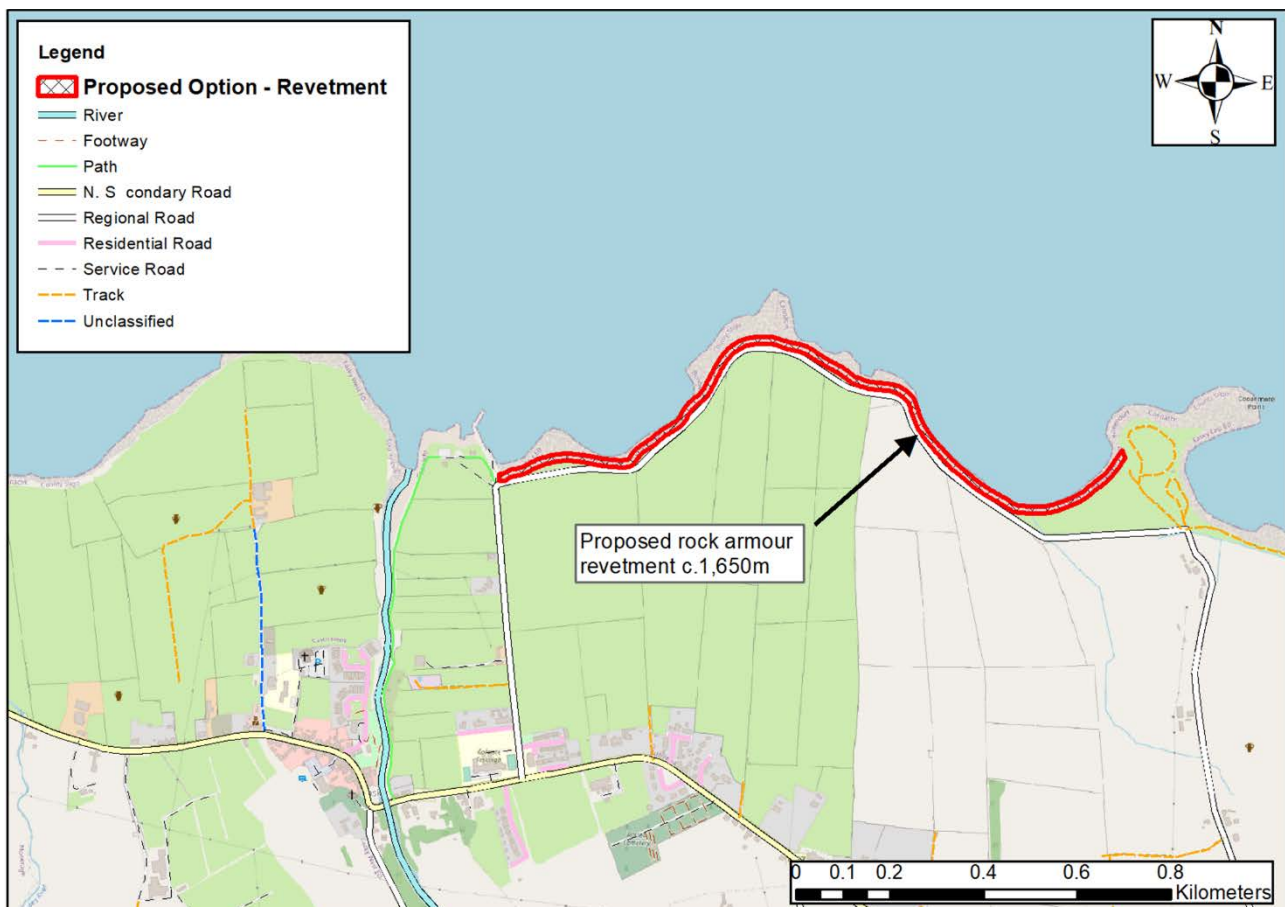 Legend
Proposed Option - Revetment
River
Footway
Path
N. S condary Road
Regional Road
Residential Road
Service Road
Track
Unclassified
N
W E
S
Proposed rock armour
revetment c.1,650m
0 0.1 0.2 0.4 0.6 0.8
Kilometers